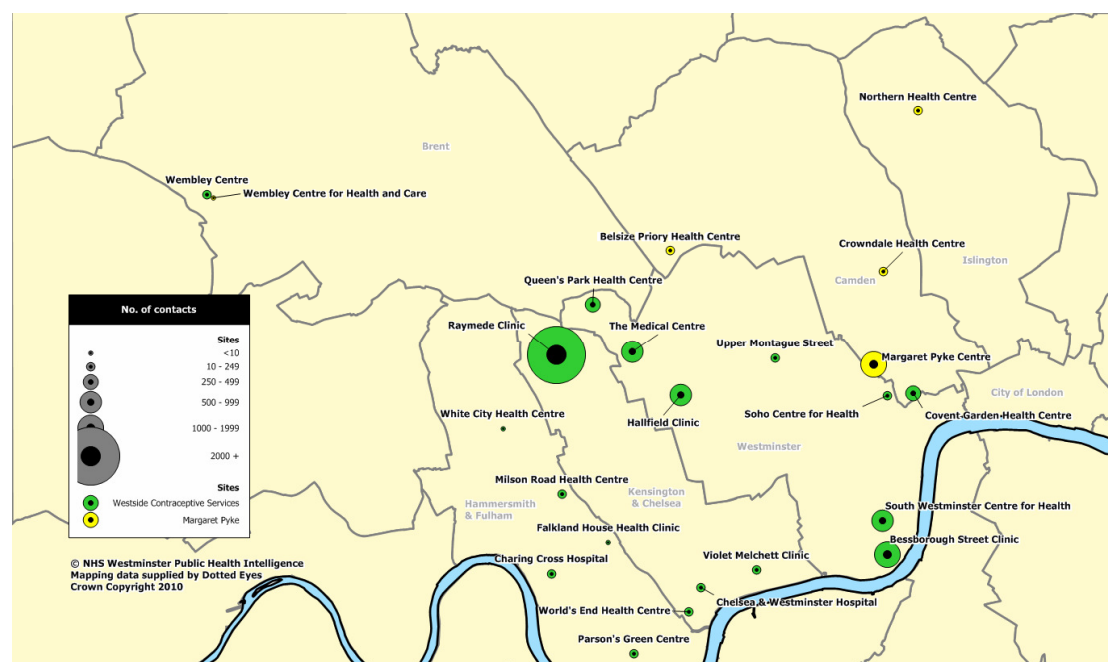 Northern Health Centre
Brent
Wembley Centre
Wembley Centre for Health and Care
Belsize Priory Health Centre
Crowndale Health Centre
Islington
Camden
Queen's Park Health Centre
No. of contacts
Sites
<10
10 - 249
250 - 499
500 - 999
1000 - 1999
2000 +
Sites
Westside Contraceptive Services
Margaret Pyke
Raymede Clinic
The Medical Centre
Upper Montague Street
Margaret Pyke Centre
City of London
White City Health Centre
Hallfield Clinic
Soho Centre for Health
Covent Garden Health Centre
Westminster
Milson Road Health Centre
Kensington
& Chelsea
Hammersmith
& Fulham
South Westminster Centre for Health
Falkland House Health Clinic
Bessborough Street Clinic
Charing Cross Hospital
Violet Melchett Clinic
© NHS Westminster Public Health Intelligence
Mapping data supplied by Dotted Eyes
Crown Copyright 2010
World's End Health Centre
Chelsea & Westminster Hospital
Parson's Green Centre